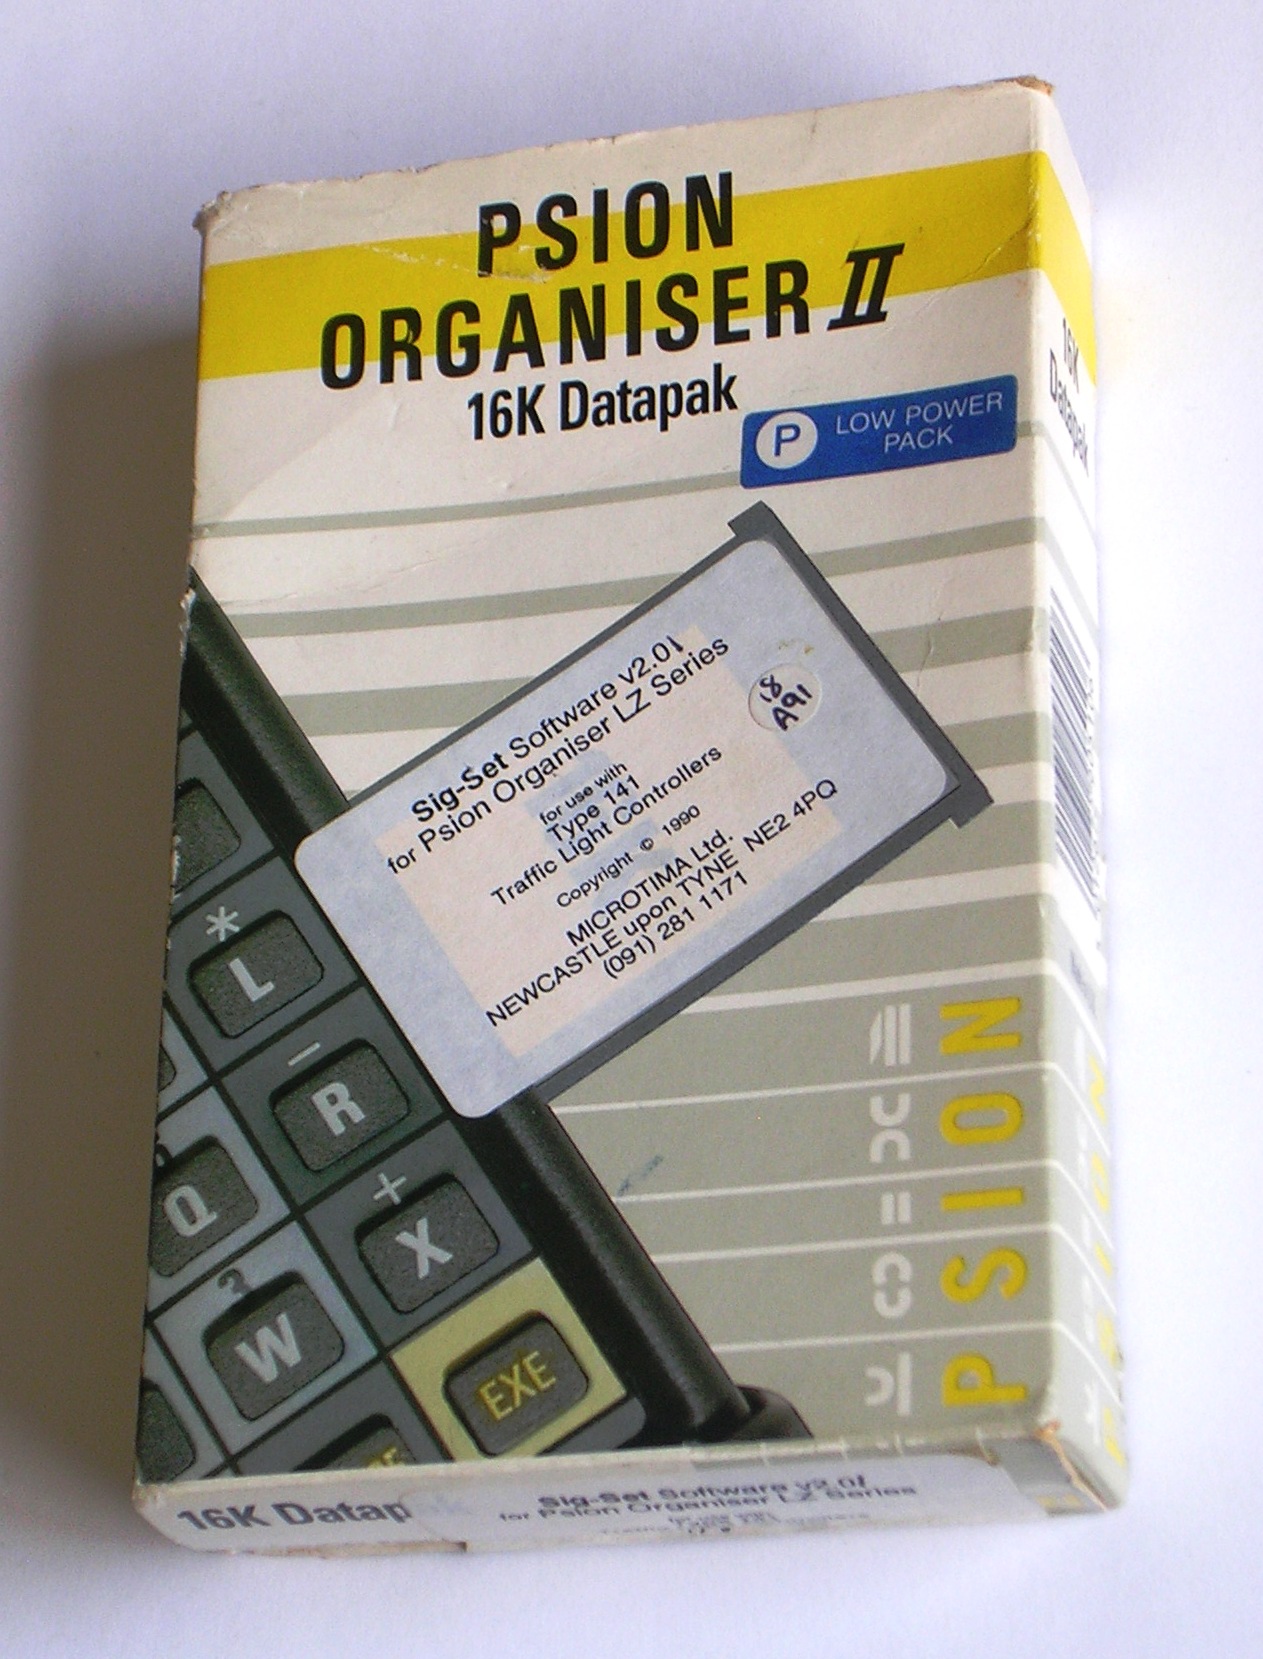 PSION
ORGANISER II
16K Datapak
P
LOW POWER
PACK
16K
Datapak
Sig-Set Software v2.01
for Psion Organiser LZ Series
for use with
Type 141
Traffic Light Controllers
Copyright © 1990
MICROTIMA Ltd.
NEWCASTLE upon TYNE NE2 4PQ
(091) 281 1171
A91
*
L
−
R
+
X
Q
?
W
EXE
PSION
PSION
16K Datap
Sig-Set Software v2.01
for Psion Organiser LZ Series